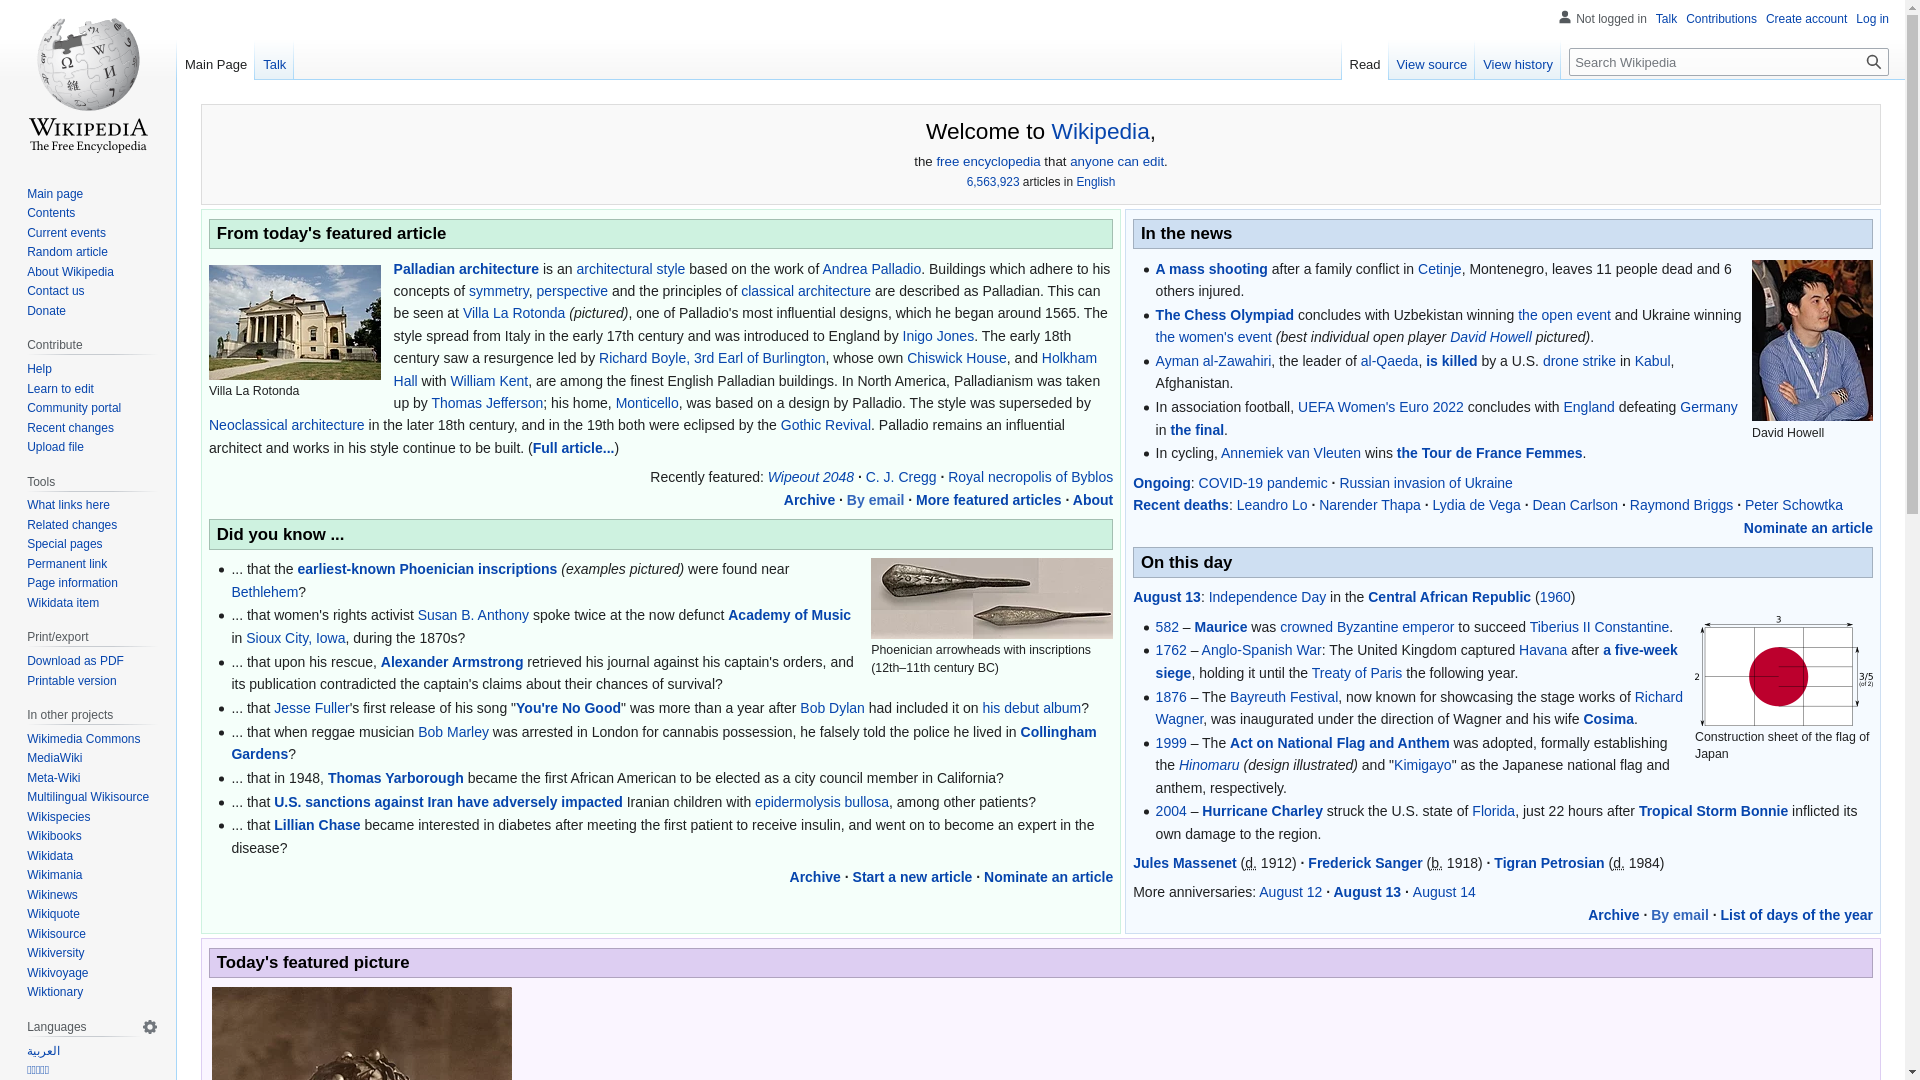 WIKIPEDIA
The Free Encyclopedia
Not logged in Talk Contributions Create account Log in
Main Page Talk
Read View source View history Search Wikipedia
Main page
Contents
Current events
Random article
About Wikipedia
Contact us
Donate
Contribute
Help
Learn to edit
Community portal
Recent changes
Upload file
Tools
What links here
Related changes
Special pages
Permanent link
Page information
Wikidata item
Print/export
Download as PDF
Printable version
In other projects
Wikimedia Commons
MediaWiki
Meta-Wiki
Multilingual Wikisource
Wikispecies
Wikibooks
Wikidata
Wikimania
Wikinews
Wikiquote
Wikisource
Wikiversity
Wikivoyage
Wiktionary
Languages
العربية
Welcome to Wikipedia,
the free encyclopedia that anyone can edit.
6,563,923 articles in English
From today's featured article
Villa La Rotonda
Palladian architecture is an architectural style based on the work of Andrea Palladio. Buildings which adhere to his
concepts of symmetry, perspective and the principles of classical architecture are described as Palladian. This can
be seen at Villa La Rotonda (pictured), one of Palladio's most influential designs, which he began around 1565. The
style spread from Italy in the early 17th century and was introduced to England by Inigo Jones. The early 18th
century saw a resurgence led by Richard Boyle, 3rd Earl of Burlington, whose own Chiswick House, and Holkham
Hall with William Kent, are among the finest English Palladian buildings. In North America, Palladianism was taken
up by Thomas Jefferson; his home, Monticello, was based on a design by Palladio. The style was superseded by
Neoclassical architecture in the later 18th century, and in the 19th both were eclipsed by the Gothic Revival. Palladio remains an influential
architect and works in his style continue to be built. (Full article...)
Recently featured: Wipeout 2048 · C. J. Cregg · Royal necropolis of Byblos
Archive · By email · More featured articles · About
Did you know ...
Phoenician arrowheads with inscriptions
(12th–11th century BC)
... that the earliest-known Phoenician inscriptions (examples pictured) were found near
Bethlehem?
... that women's rights activist Susan B. Anthony spoke twice at the now defunct Academy of Music
in Sioux City, Iowa, during the 1870s?
... that upon his rescue, Alexander Armstrong retrieved his journal against his captain's orders, and
its publication contradicted the captain's claims about their chances of survival?
... that Jesse Fuller's first release of his song "You're No Good" was more than a year after Bob Dylan had included it on his debut album?
... that when reggae musician Bob Marley was arrested in London for cannabis possession, he falsely told the police he lived in Collingham
Gardens?
... that in 1948, Thomas Yarborough became the first African American to be elected as a city council member in California?
... that U.S. sanctions against Iran have adversely impacted Iranian children with epidermolysis bullosa, among other patients?
... that Lillian Chase became interested in diabetes after meeting the first patient to receive insulin, and went on to become an expert in the
disease?
Archive · Start a new article · Nominate an article
In the news
David Howell
A mass shooting after a family conflict in Cetinje, Montenegro, leaves 11 people dead and 6
others injured.
The Chess Olympiad concludes with Uzbekistan winning the open event and Ukraine winning
the women's event (best individual open player David Howell pictured).
Ayman al-Zawahiri, the leader of al-Qaeda, is killed by a U.S. drone strike in Kabul,
Afghanistan.
In association football, UEFA Women's Euro 2022 concludes with England defeating Germany
in the final.
In cycling, Annemiek van Vleuten wins the Tour de France Femmes.
Ongoing: COVID-19 pandemic · Russian invasion of Ukraine
Recent deaths: Leandro Lo · Narender Thapa · Lydia de Vega · Dean Carlson · Raymond Briggs · Peter Schowtka
Nominate an article
On this day
August 13: Independence Day in the Central African Republic (1960)
3
2
3/5
(of 2)
Construction sheet of the flag of
Japan
582 – Maurice was crowned Byzantine emperor to succeed Tiberius II Constantine.
1762 – Anglo-Spanish War: The United Kingdom captured Havana after a five-week
siege, holding it until the Treaty of Paris the following year.
1876 – The Bayreuth Festival, now known for showcasing the stage works of Richard
Wagner, was inaugurated under the direction of Wagner and his wife Cosima.
1999 – The Act on National Flag and Anthem was adopted, formally establishing
the Hinomaru (design illustrated) and "Kimigayo" as the Japanese national flag and
anthem, respectively.
2004 – Hurricane Charley struck the U.S. state of Florida, just 22 hours after Tropical Storm Bonnie inflicted its
own damage to the region.
Jules Massenet (d. 1912) · Frederick Sanger (b. 1918) · Tigran Petrosian (d. 1984)
More anniversaries: August 12 · August 13 · August 14
Archive · By email · List of days of the year
Today's featured picture